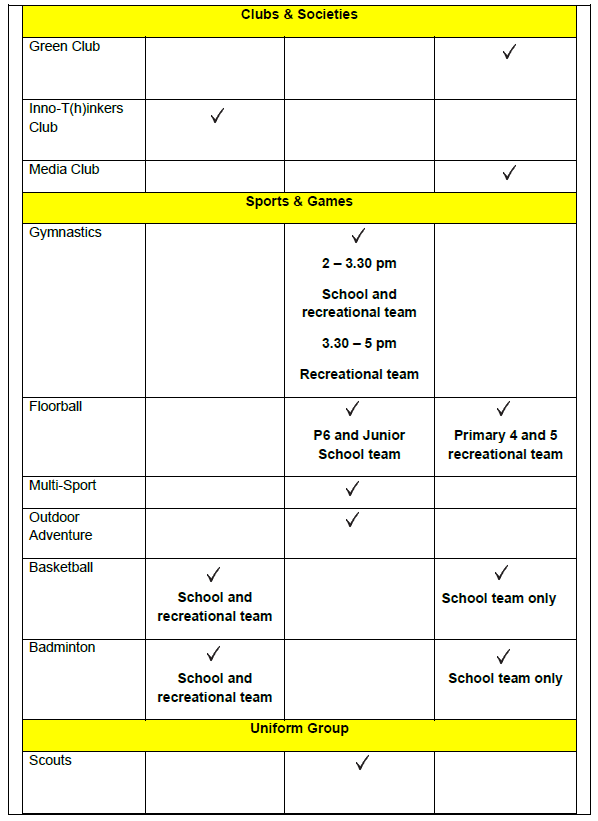 Clubs & Societies
Green Club
✓
Inno-T(h)inkers
Club
✓
Media Club
✓
Sports & Games
Gymnastics
✓
2 – 3.30 pm
School and
recreational team
3.30 – 5 pm
Recreational team
Floorball
✓
P6 and Junior
School team
✓
Primary 4 and 5
recreational team
Multi-Sport
✓
Outdoor
Adventure
✓
Basketball
✓
School and
recreational team
✓
School team only
Badminton
✓
School and
recreational team
✓
School team only
Uniform Group
Scouts
✓